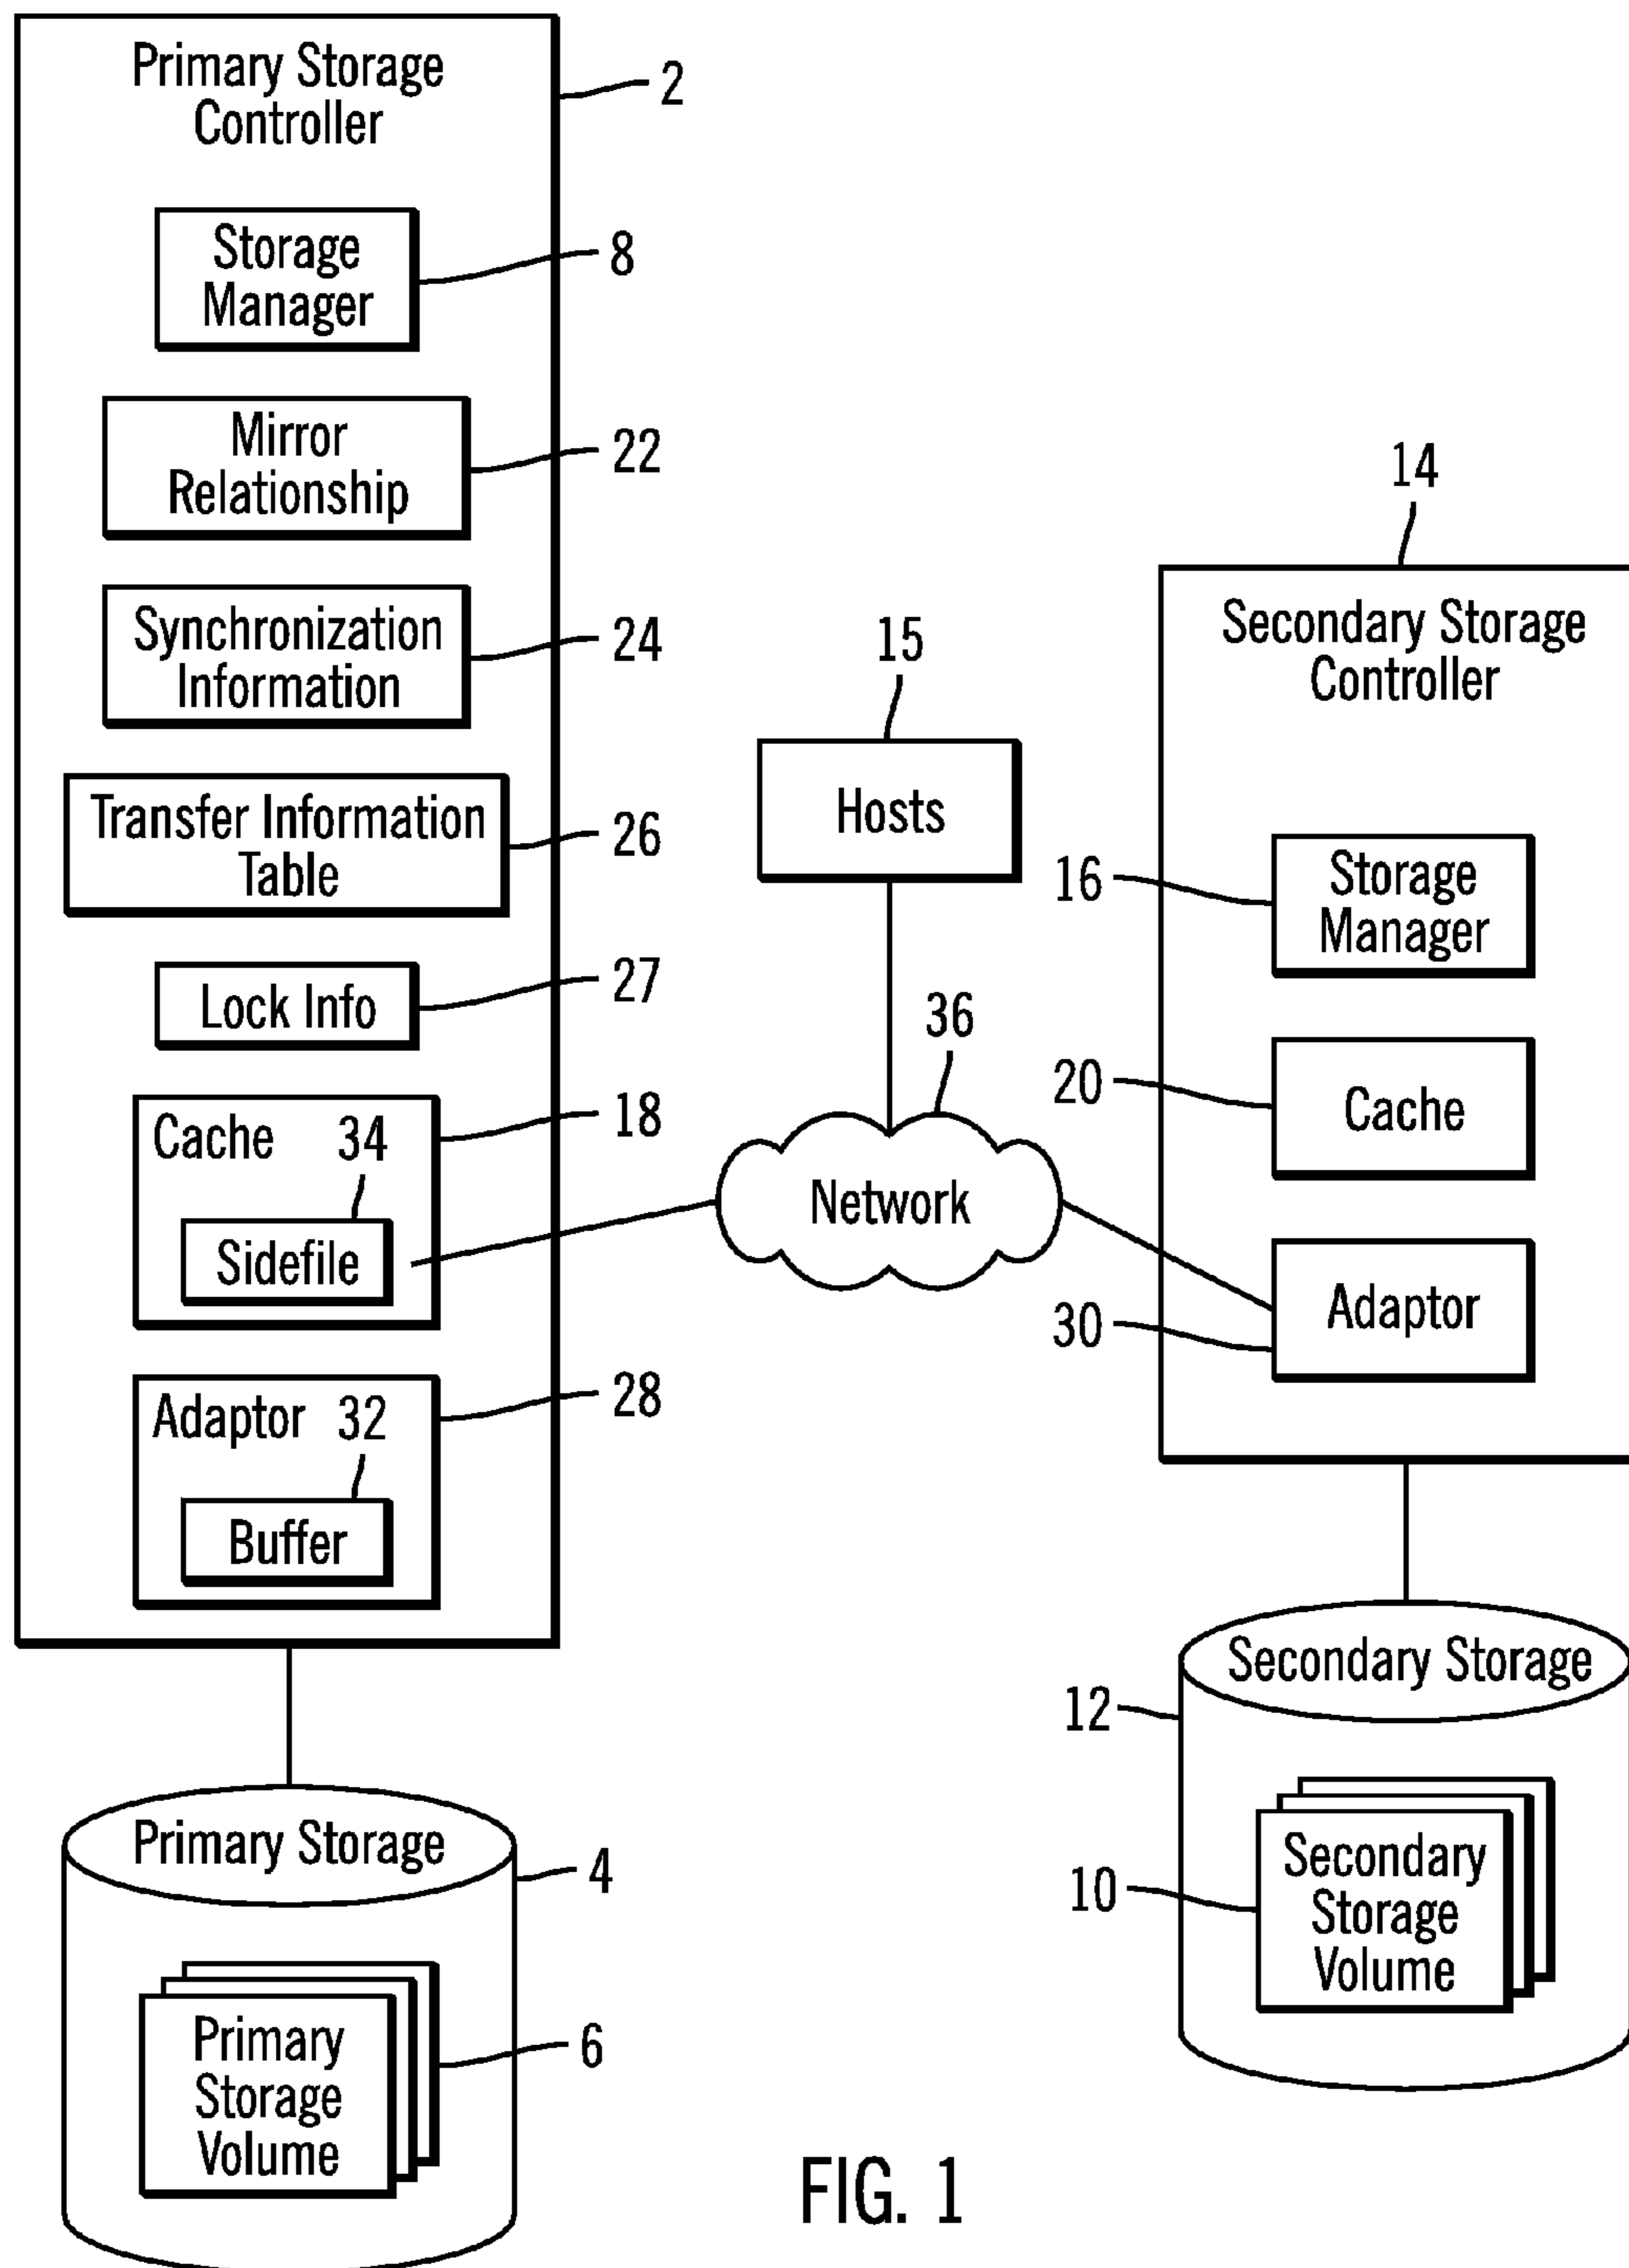 Primary Storage
Controller
2
Storage
Manager
8
Mirror
Relationship
22
Synchronization
Information
24
Transfer Information
Table
26
Lock Info
27
Cache
34
18
Sidefile
Adaptor
32
28
Buffer
Primary Storage
4
Primary
Storage
Volume
6
15
Hosts
36
Network
14
Secondary Storage
Controller
16
Storage
Manager
20
Cache
30
Adaptor
Secondary Storage
12
10
Secondary
Storage
Volume
FIG. 1